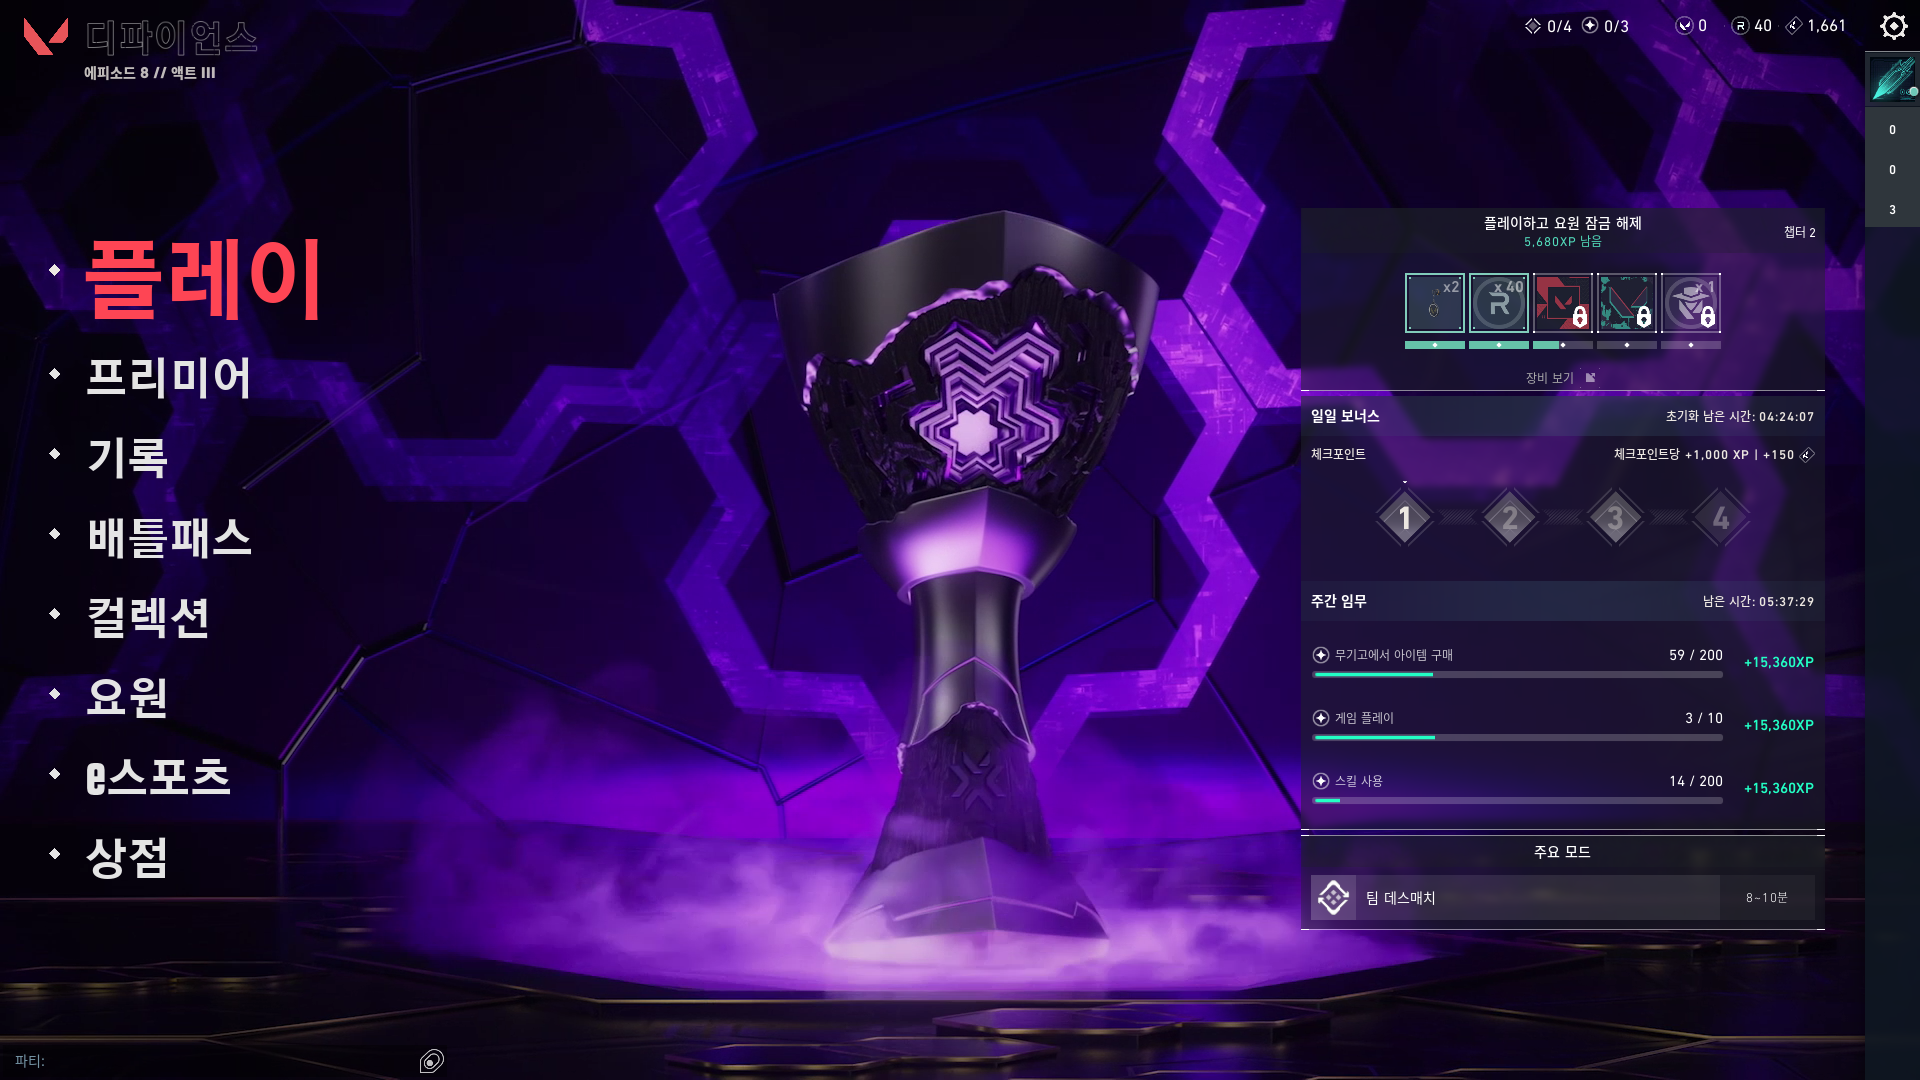 디파이언스
에피소드 8 // 액트 III
0/4
0/3
0
R 40
1,661
0
0
3
플레이
프리미어
기록
배틀패스
컬렉션
요원
e스포츠
상점
플레이하고 요원 잠금 해제
5,680XP 남음
챕터 2
x2
x 40
R
x 1
장비 보기
일일 보너스
초기화 남은 시간: 04:24:07
체크포인트
체크포인트당 +1,000 XP | +150
1
2
3
4
주간 임무
남은 시간: 05:37:29
무기고에서 아이템 구매
59 / 200
+15,360XP
게임 플레이
3 / 10
+15,360XP
스킬 사용
14 / 200
+15,360XP
주요 모드
팀 데스매치
8~10분
파티: